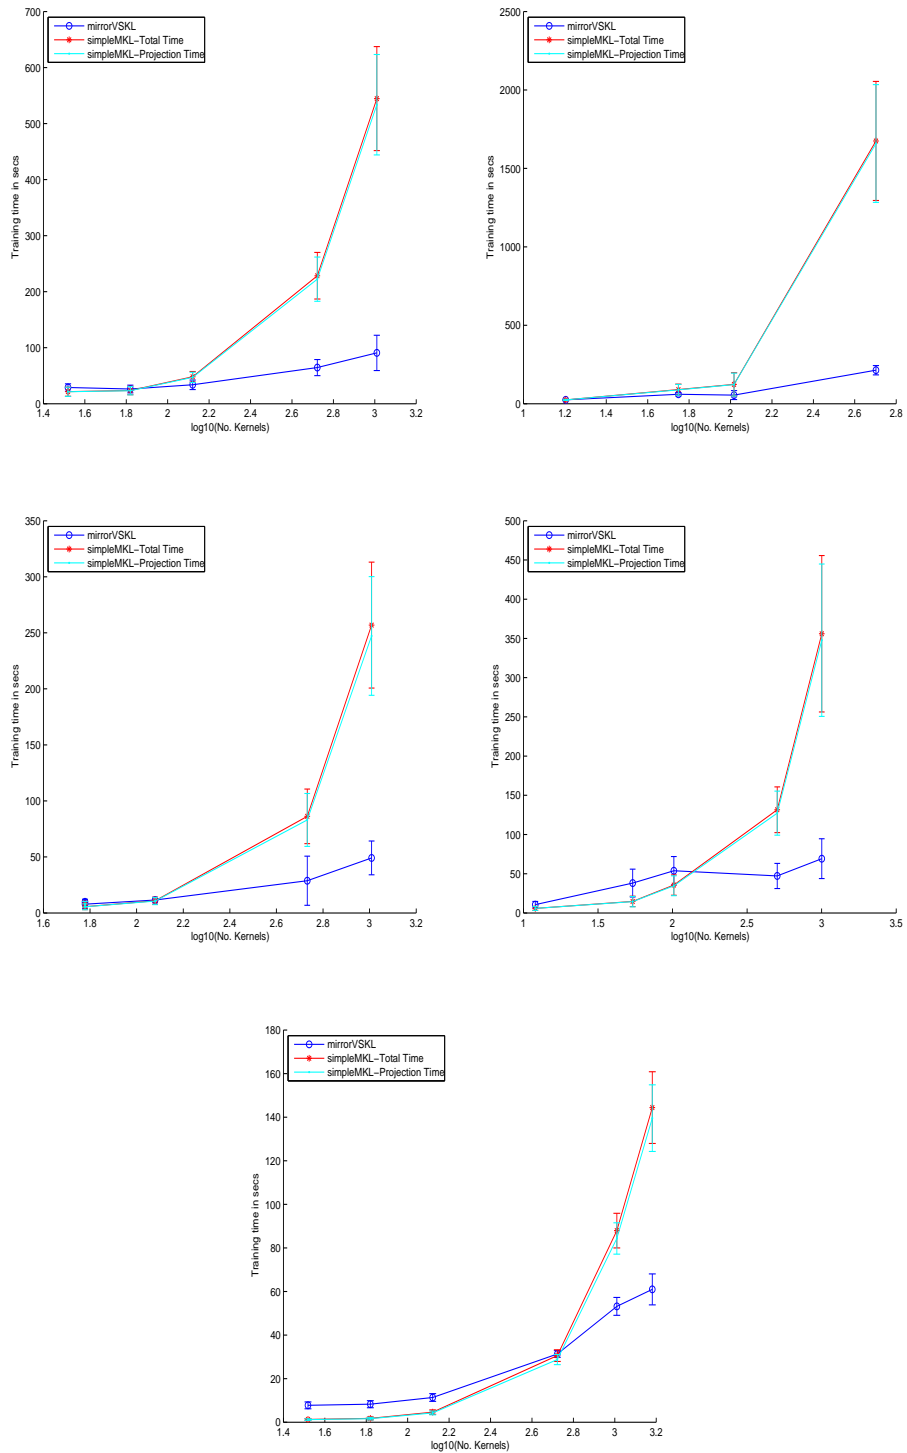 700
600
500
400
300
200
100
0
1.4 1.6 1.8 2 2.2 2.4 2.6 2.8 3 3.2
log10(No. Kernels)
Training time in secs
mirrorVSKL
simpleMKL−Total Time
simpleMKL−Projection Time
2500
2000
1500
1000
500
0
1 1.2 1.4 1.6 1.8 2 2.2 2.4 2.6 2.8
log10(No. Kernels)
Training time in secs
mirrorVSKL
simpleMKL−Total Time
simpleMKL−Projection Time
350
300
250
200
150
100
50
0
1.6 1.8 2 2.2 2.4 2.6 2.8 3 3.2
log10(No. Kernels)
Training time in secs
mirrorVSKL
simpleMKL−Total Time
simpleMKL−Projection Time
500
450
400
350
300
250
200
150
100
50
0
1 1.5 2 2.5 3 3.5
log10(No. Kernels)
Training time in secs
mirrorVSKL
simpleMKL−Total Time
simpleMKL−Projection Time
180
160
140
120
100
80
60
40
20
0
1.4 1.6 1.8 2 2.2 2.4 2.6 2.8 3 3.2
log10(No. Kernels)
Training time in secs
mirrorVSKL
simpleMKL−Total Time
simpleMKL−Projection Time